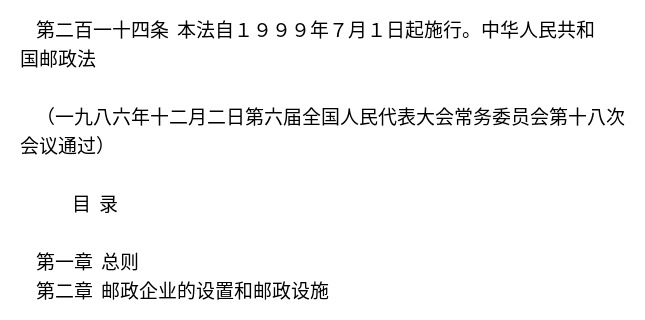 第二百一十四条 本法自１９９９年７月１日起施行。中华人民共和
国邮政法
（一九八六年十二月二日第六届全国人民代表大会常务委员会第十八次
会议通过）
目 录
第一章 总则
第二章 邮政企业的设置和邮政设施